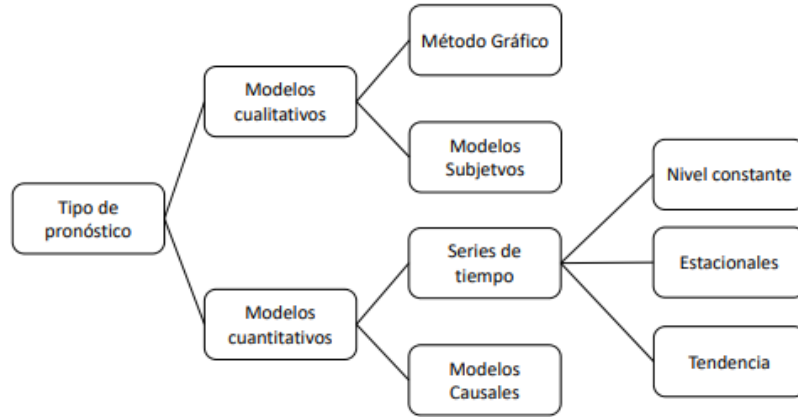 Método Gráfico
Modelos
cualitativos
Modelos
Subjetvos
Nivel constante
Tipo de
pronóstico
Series de
tiempo
Estacionales
Modelos
cuantitativos
Tendencia
Modelos
Causales